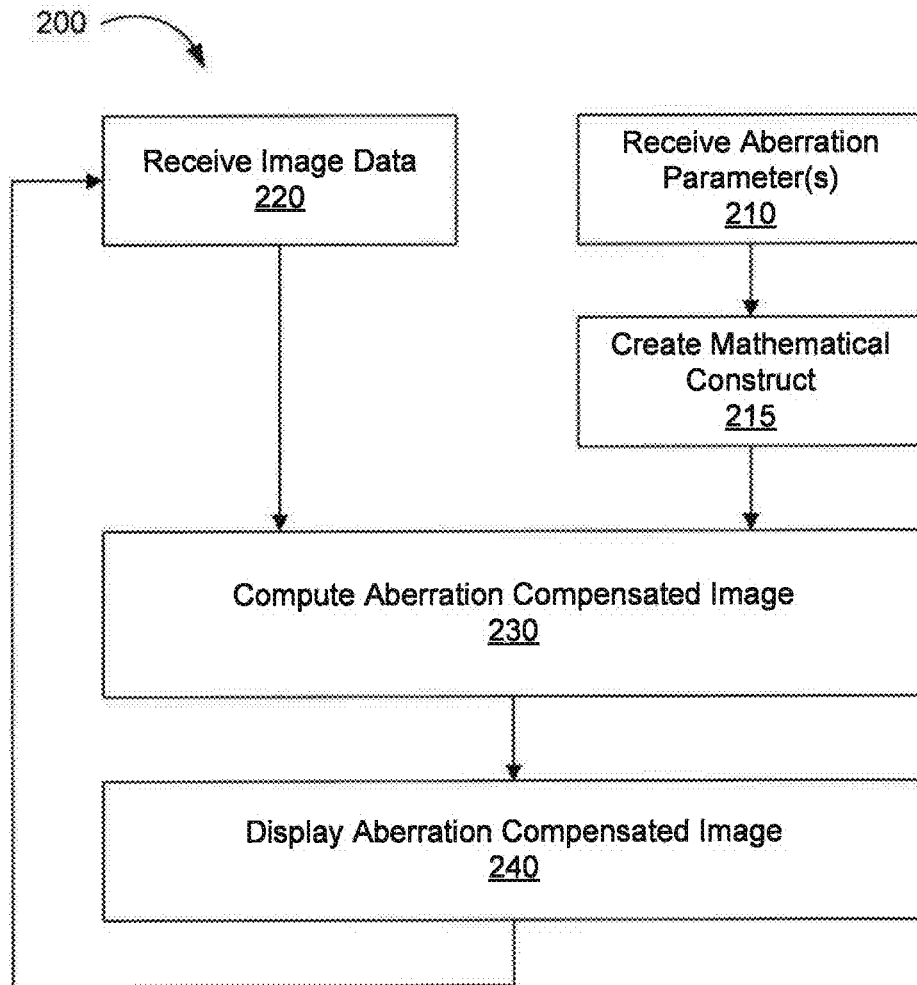 200
Receive Image Data
220
Receive Aberration
Parameter(s)
210
Create Mathematical
Construct
215
Compute Aberration Compensated Image
230
Display Aberration Compensated Image
240